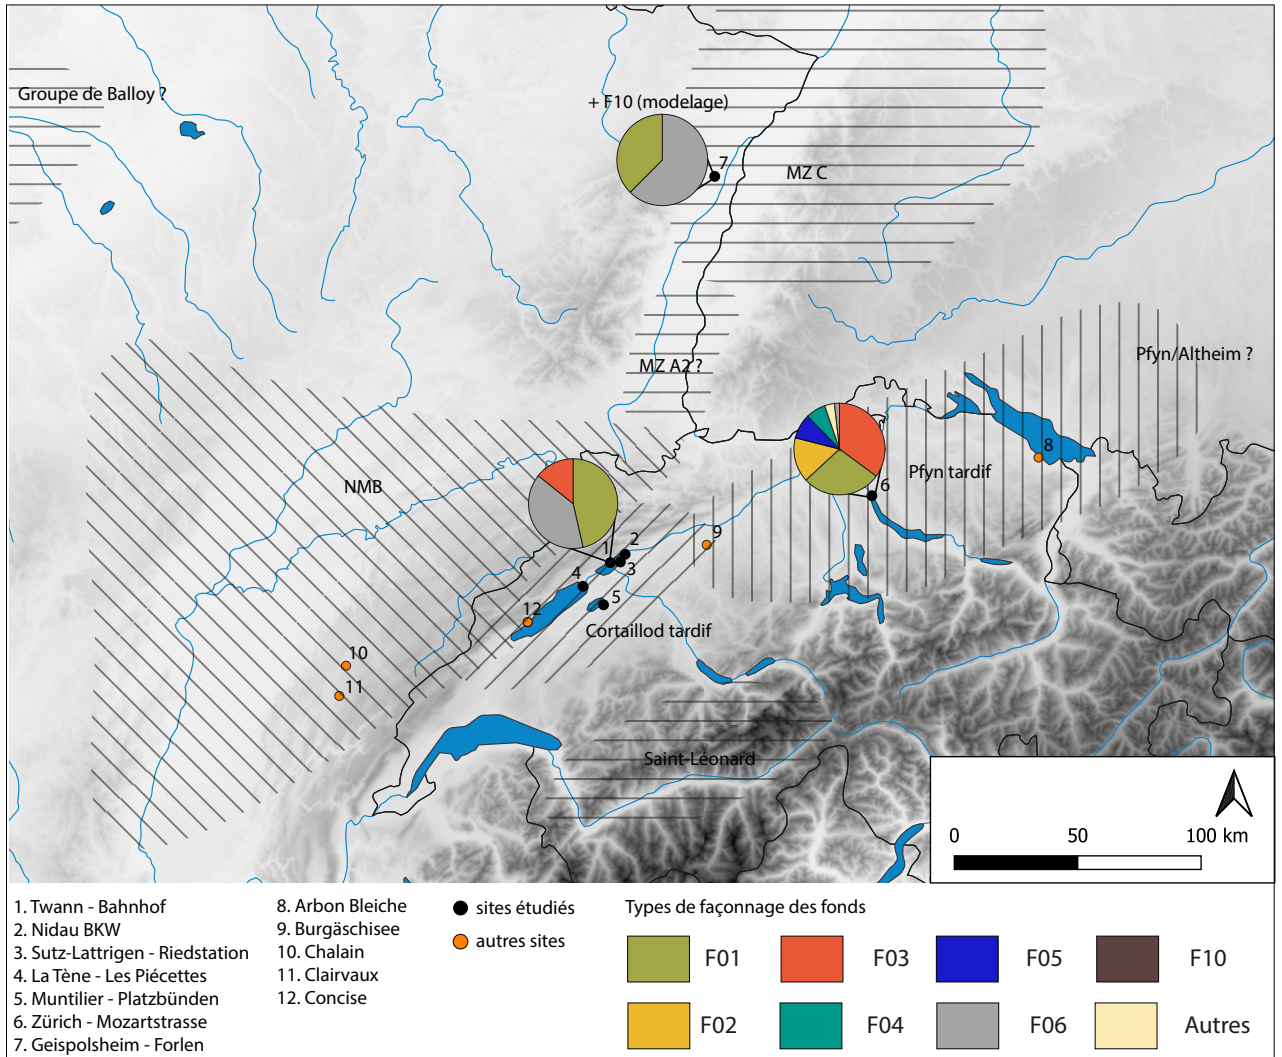 Groupe de Balloy ?
+ F10 (modelage)
7
MZ C
MZ A2 ?
Pfyn/Altheim ?
8
Pfyn tardif
6
NMB
9
2
1
3
4
5
12
Cortaillod tardif
10
11
Saint-Léonard
0 50 100 km
1. Twann - Bahnhof
2. Nidau BKW
3. Sutz-Lattrigen - Riedstation
4. La Tène - Les Piécettes
5. Muntilier - Platzbünden
6. Zürich - Mozartstrasse
7. Geispolsheim - Forlen
8. Arbon Bleiche
9. Burgäschisee
10. Chalain
11. Clairvaux
12. Concise
sites étudiés
autres sites
Types de façonnage des fonds
F01 F03 F05 F10
F02 F04 F06 Autres